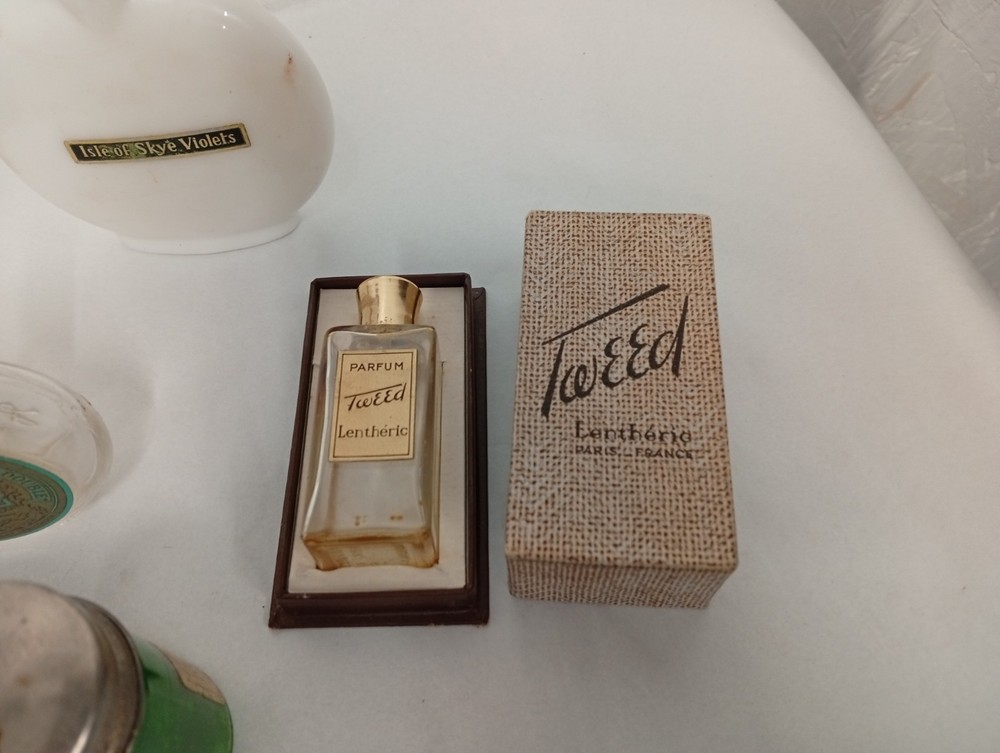 Isle of Skye Violets
PARFUM
Tweed
Lenthéric
Tweed
Lenthéric
PARIS . FRANCE